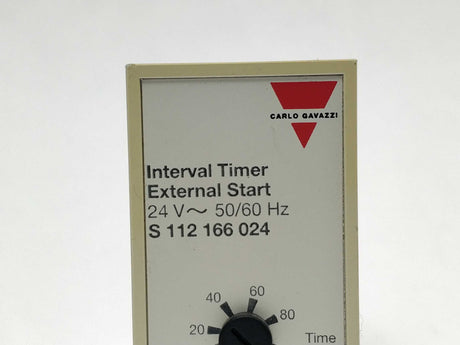 CARLO GAVAZZI
Interval Timer
External Start
24 V~ 50/60 Hz
S 112 166 024
60
40
80
20
Time